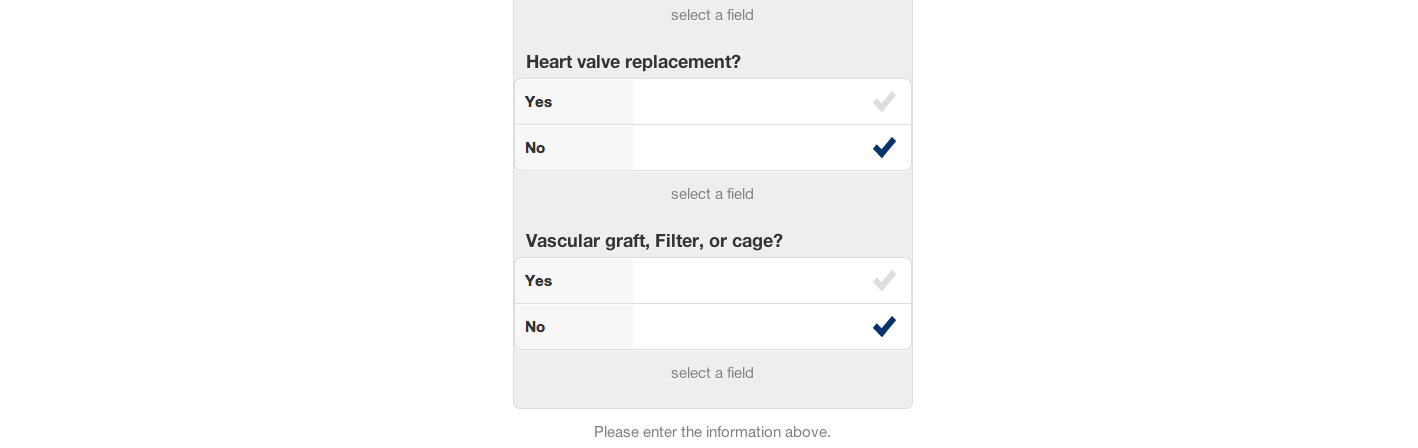 select a field
Heart valve replacement?
Yes
No
select a field
Vascular graft, Filter, or cage?
Yes
No
select a field
Please enter the information above.